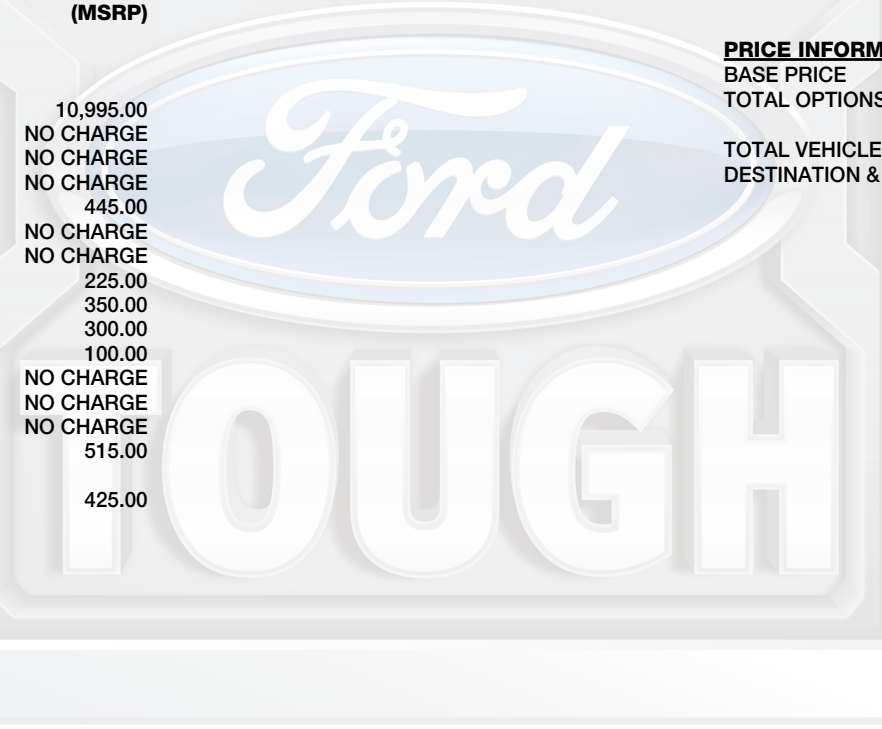 (MSRP)
10,995.00
NO CHARGE
NO CHARGE
NO CHARGE
445.00
NO CHARGE
NO CHARGE
225.00
350.00
300.00
100.00
NO CHARGE
NO CHARGE
NO CHARGE
515.00
425.00
PRICE INFORM
BASE PRICE
TOTAL OPTIONS
TOTAL VEHICLE
DESTINATION &
Ford
TOUGH